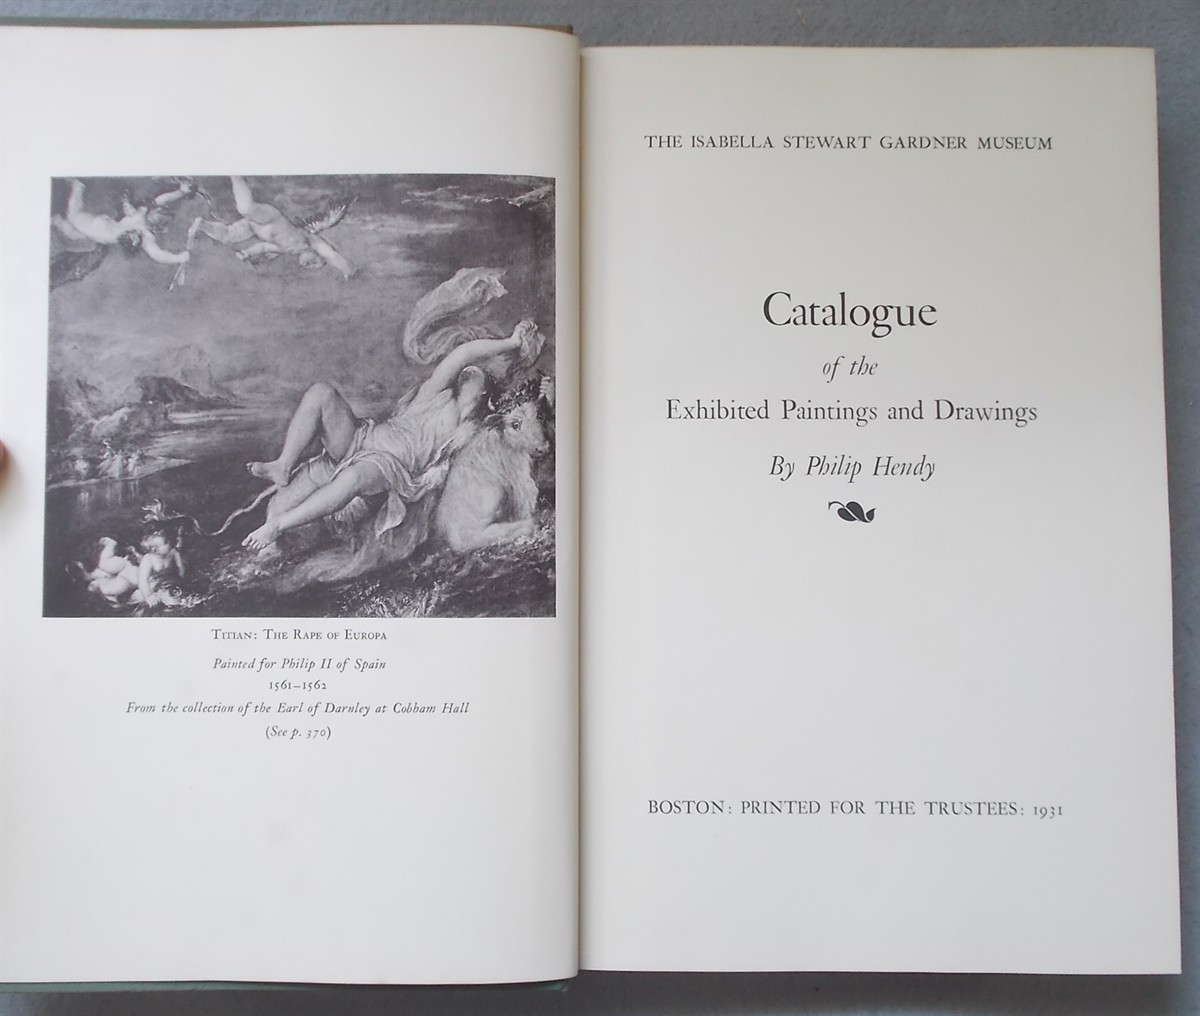 TITIAN: THE RAPE OF EUROPA
Painted for Philip II of Spain
1561–1562
From the collection of the Earl of Darnley at Cobham Hall
(See p. 370)
THE ISABELLA STEWART GARDNER MUSEUM
Catalogue
of the
Exhibited Paintings and Drawings
By Philip Hendy
BOSTON: PRINTED FOR THE TRUSTEES: 1931